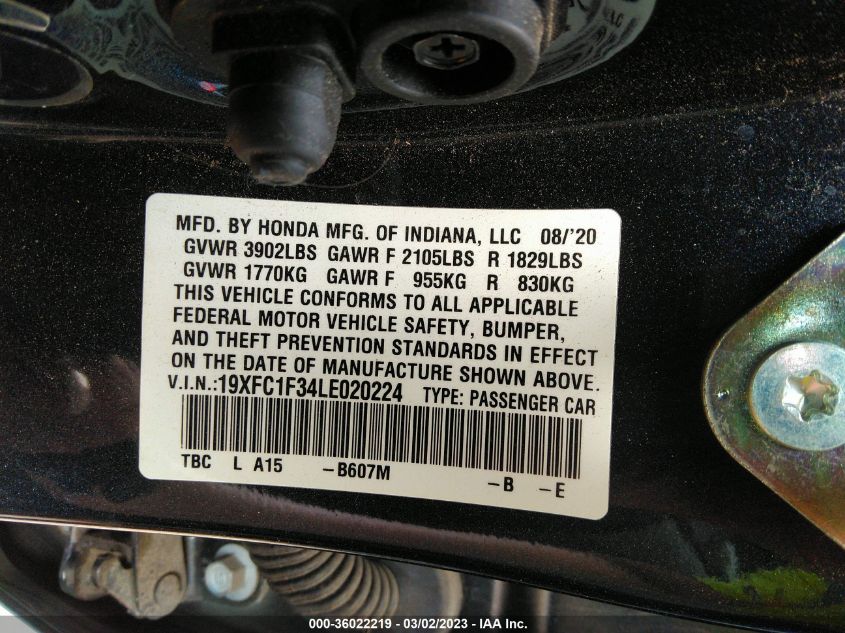 MFD. BY HONDA MFG. OF INDIANA, LLC 08/'20
GVWR 3902LBS GAWR F 2105LBS R 1829LBS
GVWR 1770KG GAWR F 955KG R 830KG
THIS VEHICLE CONFORMS TO ALL APPLICABLE
FEDERAL MOTOR VEHICLE SAFETY, BUMPER,
AND THEFT PREVENTION STANDARDS IN EFFECT
ON THE DATE OF MANUFACTURE SHOWN ABOVE.
V.I.N.:19XFC1F34LE020224 TYPE: PASSENGER CAR
TBC L A15 -B607M -B -E
000-36022219 - 03/02/2023 - IAA Inc.